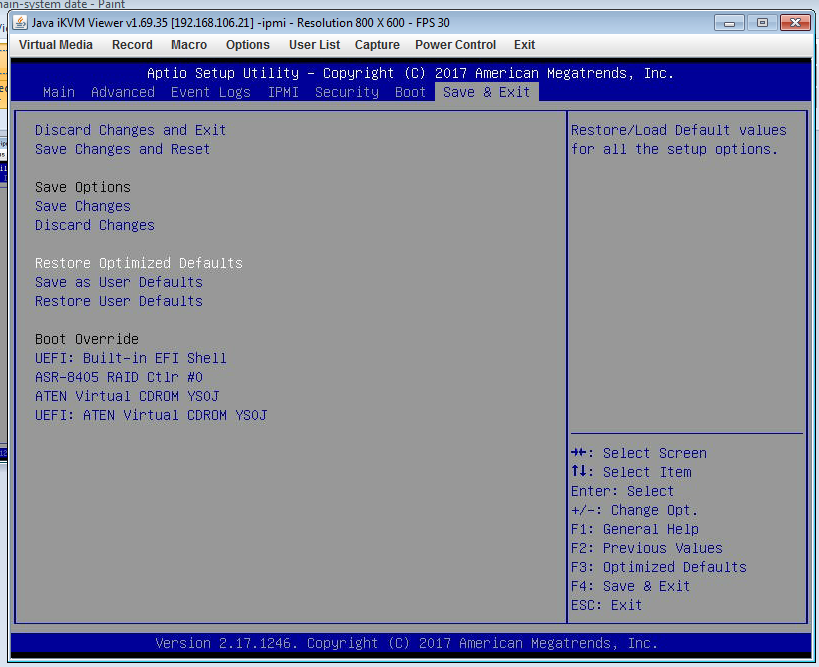 main-system date - Paint
Java iKVM Viewer v1.69.35 [192.168.106.21] -ipmi - Resolution 800 X 600 - FPS 30
Virtual Media Record Macro Options User List Capture Power Control Exit
Aptio Setup Utility - Copyright (C) 2017 American Megatrends, Inc.
Main Advanced Event Logs IPMI Security Boot Save & Exit
Discard Changes and Exit
Save Changes and Reset
Save Options
Save Changes
Discard Changes
Restore Optimized Defaults
Save as User Defaults
Restore User Defaults
Boot Override
UEFI: Built-in EFI Shell
ASR-8405 RAID Ctlr #0
ATEN Virtual CDROM YS0J
UEFI: ATEN Virtual CDROM YS0J
Restore/Load Default values
for all the setup options.
→←: Select Screen
↑↓: Select Item
Enter: Select
+/-: Change Opt.
F1: General Help
F2: Previous Values
F3: Optimized Defaults
F4: Save & Exit
ESC: Exit
Version 2.17.1246. Copyright (C) 2017 American Megatrends, Inc.